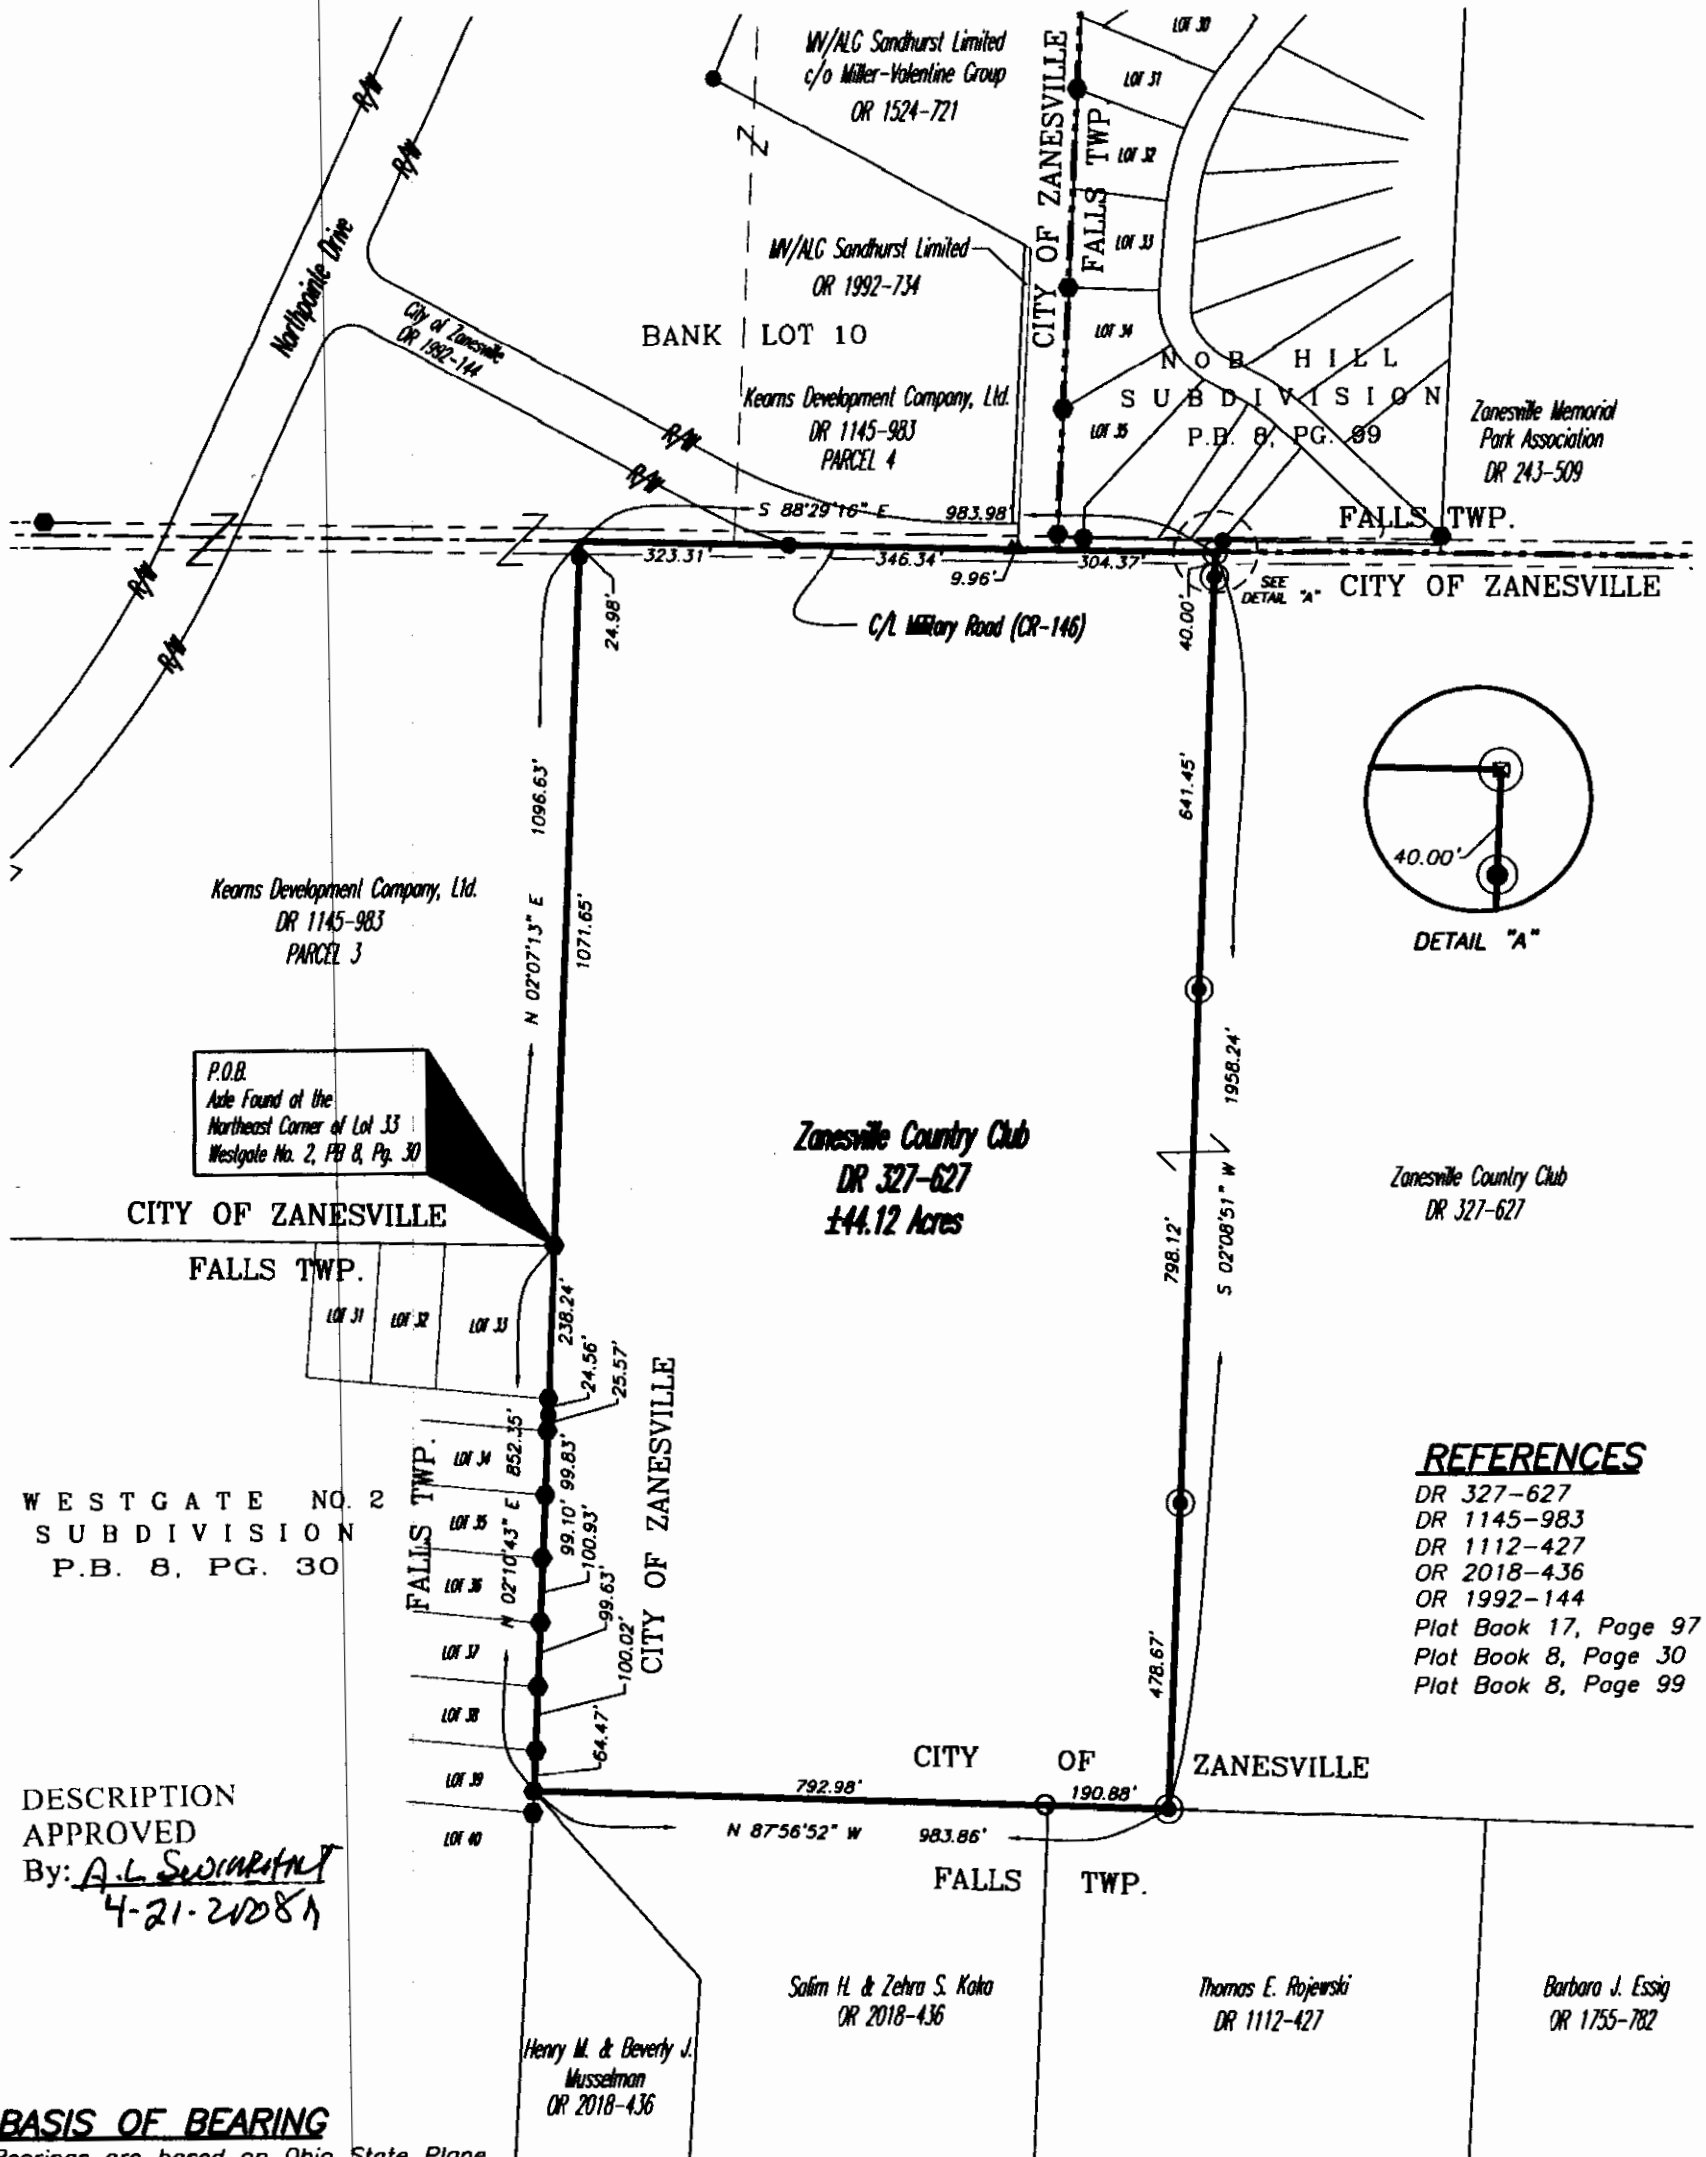 LOT 30
MV/ALG Sandhurst Limited
c/o Miller-Valentine Group
OR 1524-721
LOT 31
CITY OF ZANESVILLE
FALLS TWP.
LOT 32
LOT 33
R/W
R/W
Northpointe Drive
MV/ALG Sandhurst Limited
OR 1992-734
City of Zanesville
OR 1992-144
BANK LOT 10
LOT 34
NOB HILL
SUBDIVISION
P.B. 8, PG. 99
LOT 35
Kearns Development Company, Ltd.
DR 1145-983
PARCEL 4
Zanesville Memorial
Park Association
DR 243-509
R/W
R/W
S 88°29'16" E 983.98'
FALLS TWP.
323.31'
346.34'
304.37'
9.96'
24.98'
40.00'
SEE
DETAIL "A"
CITY OF ZANESVILLE
R/W
R/W
C/L Military Road (CR-146)
N 02°07'13" E 1096.63'
1071.65'
641.45'
40.00'
DETAIL "A"
Kearns Development Company, Ltd.
DR 1145-983
PARCEL 3
P.O.B.
Axle Found at the
Northeast Corner of Lot 33
Westgate No. 2, PB 8, Pg. 30
Zanesville Country Club
DR 327-627
±44.12 Acres
S 02°08'51" W 1958.24'
798.12'
Zanesville Country Club
DR 327-627
CITY OF ZANESVILLE
FALLS TWP.
LOT 31
LOT 32
LOT 33
238.24'
24.56'
25.57'
N 02°10'43" E 852.35'
FALLS TWP.
CITY OF ZANESVILLE
LOT 34
99.83'
LOT 35
99.10'
LOT 36
100.93'
LOT 37
99.63'
LOT 38
100.02'
LOT 39
64.47'
LOT 40
WESTGATE NO. 2
SUBDIVISION
P.B. 8, PG. 30
REFERENCES
DR 327-627
DR 1145-983
DR 1112-427
OR 2018-436
OR 1992-144
Plat Book 17, Page 97
Plat Book 8, Page 30
Plat Book 8, Page 99
478.67'
CITY OF ZANESVILLE
792.98'
190.88'
N 87°56'52" W 983.86'
FALLS TWP.
DESCRIPTION
APPROVED
By: A.L.
4-21-2008
Salim H. & Zehra S. Kaka
OR 2018-436
Thomas E. Rojewski
DR 1112-427
Barbara J. Essig
OR 1755-782
Henry M. & Beverly J.
Musselman
OR 2018-436
BASIS OF BEARING
Bearings are based on Ohio State Plane